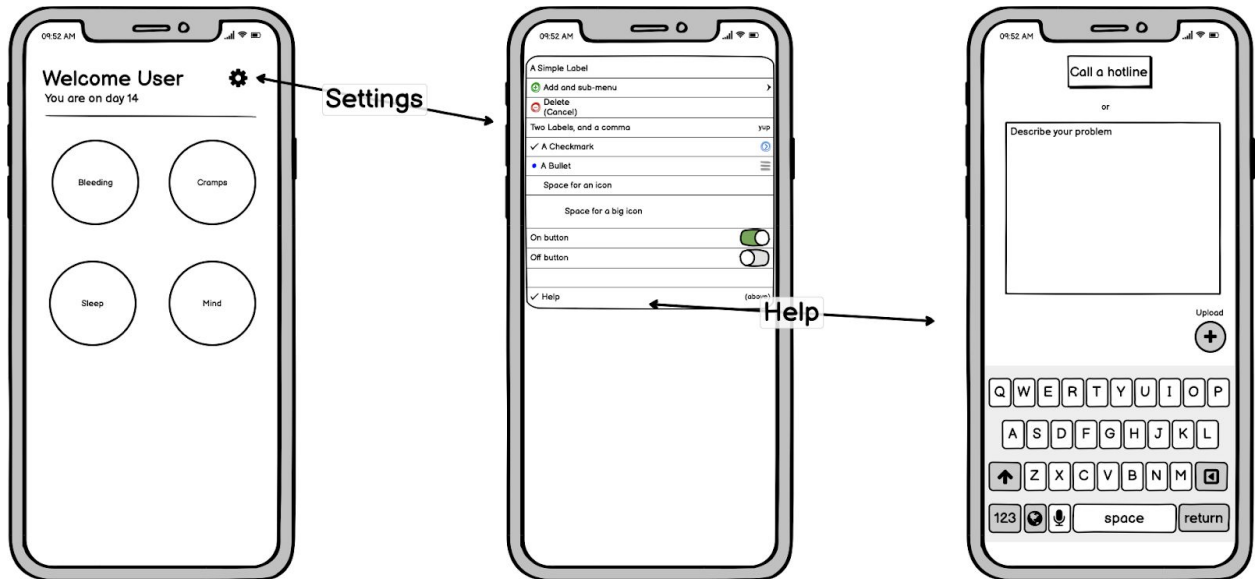 09:52 AM
Welcome User
You are on day 14
Bleeding
Cramps
Sleep
Mind
Settings
09:52 AM
A Simple Label
Add and sub-menu
Delete
(Cancel)
Two Labels, and a comma
yup
A Checkmark
A Bullet
Space for an icon
Space for a big icon
On button
Off button
Help
(above)
Help
09:52 AM
Call a hotline
or
Describe your problem
Upload
Q W E R T Y U I O P
A S D F G H J K L
Z X C V B N M
123 space return